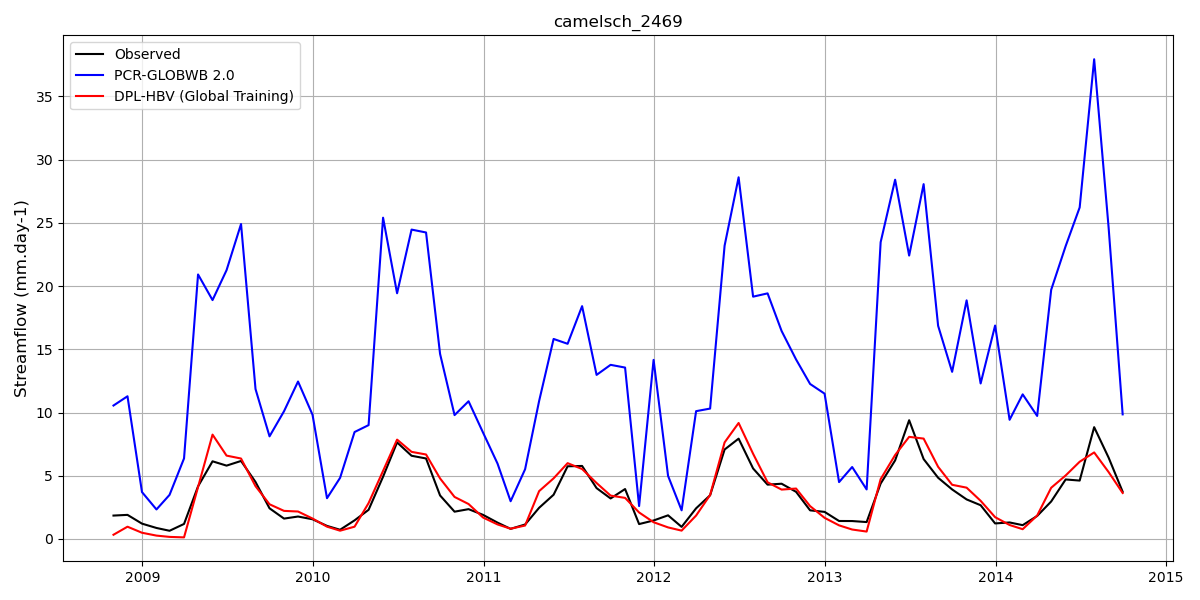 camelsch_2469
Observed
PCR-GLOBWB 2.0
DPL-HBV (Global Training)
Streamflow (mm.day-1)
35
30
25
20
15
10
5
0
2009 2010 2011 2012 2013 2014 2015